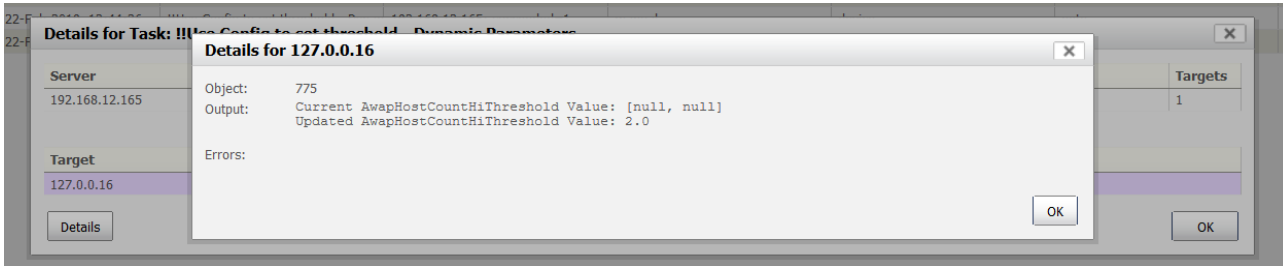 Details for Task: !!Use Config to set threshold - Dynamic Parameters
Details for 127.0.0.16
Server
Targets
192.168.12.165
1
Object: 775
Output: Current AwapHostCountHiThreshold Value: [null, null]
Updated AwapHostCountHiThreshold Value: 2.0
Errors:
Target
127.0.0.16
OK
Details
OK